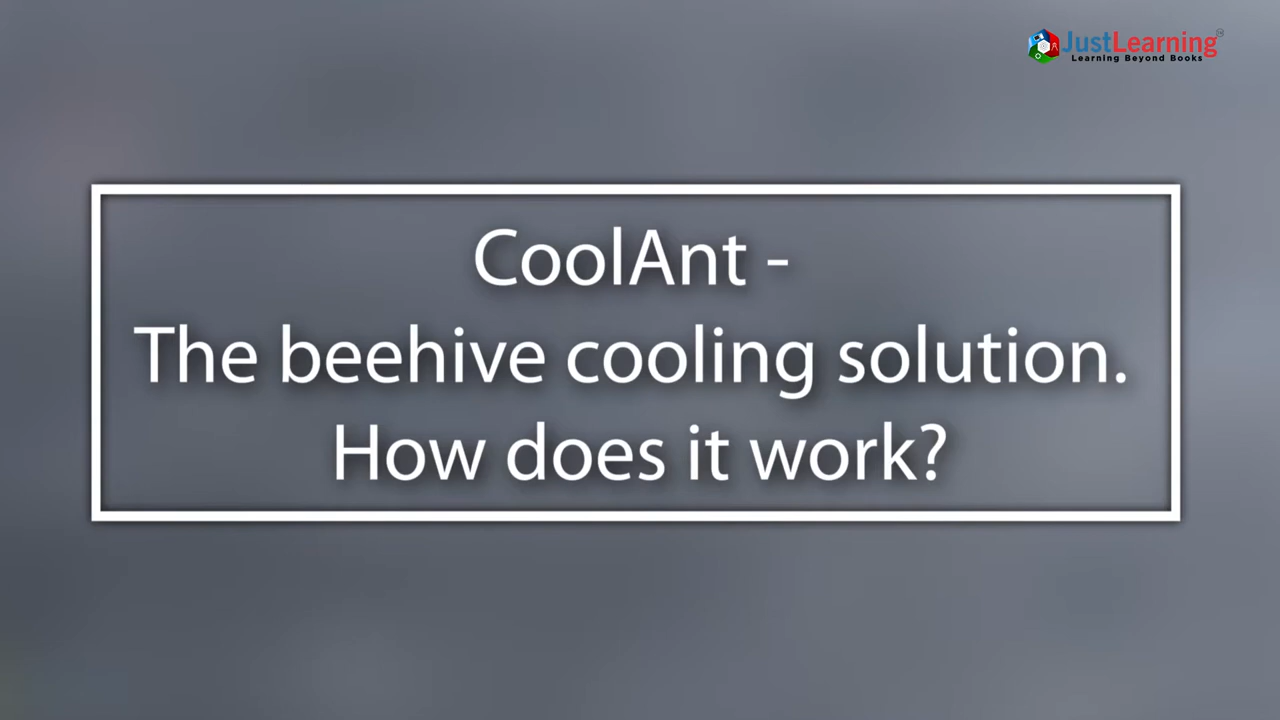 JustLearning
Learning Beyond Books
CoolAnt -
The beehive cooling solution.
How does it work?